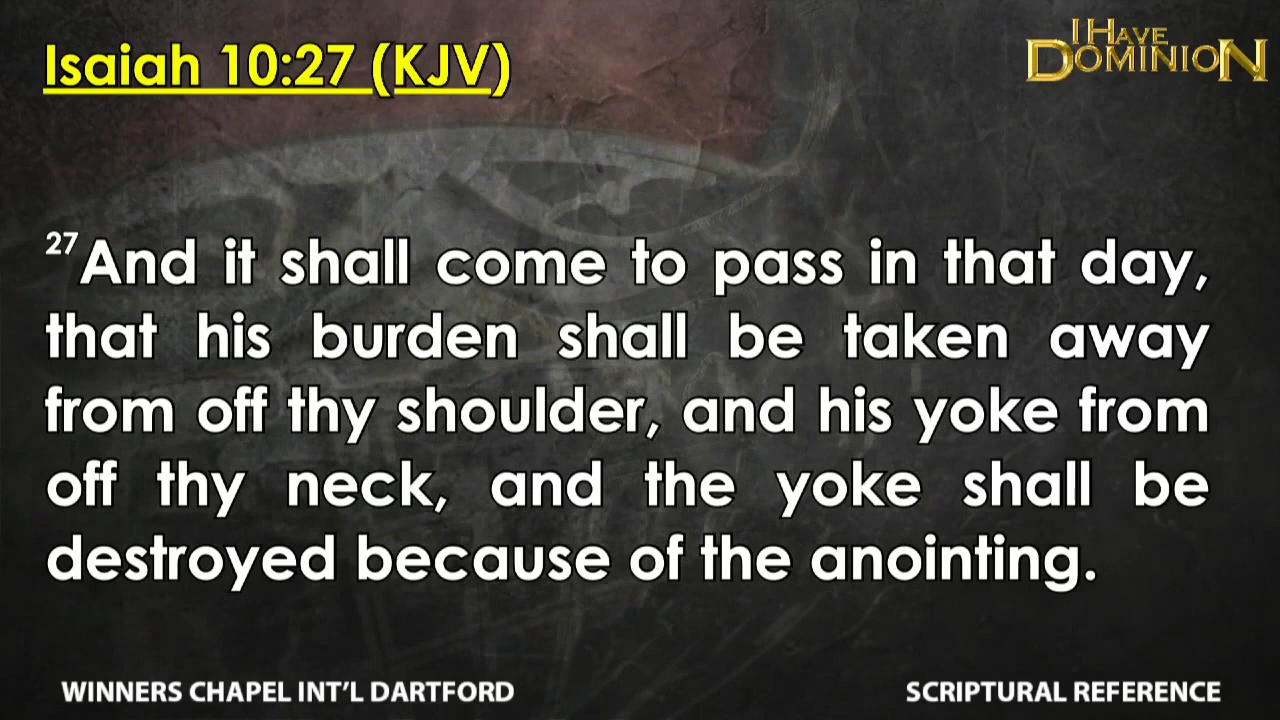 Isaiah 10:27 (KJV)
I HAVE
DOMINION
27And it shall come to pass in that day,
that his burden shall be taken away
from off thy shoulder, and his yoke from
off thy neck, and the yoke shall be
destroyed because of the anointing.
WINNERS CHAPEL INT'L DARTFORD
SCRIPTURAL REFERENCE